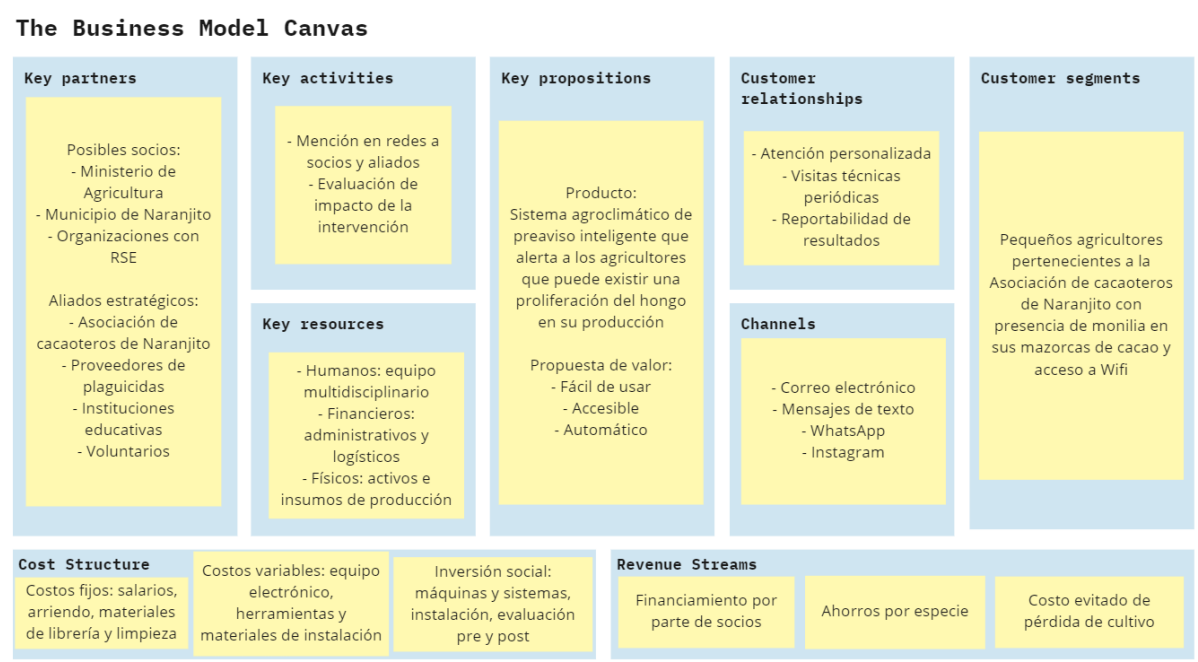 The Business Model Canvas
Key partners
Posibles socios:
- Ministerio de
Agricultura
- Municipio de Naranjito
- Organizaciones con
RSE
Aliados estratégicos:
- Asociación de
cacaoteros de Naranjito
- Proveedores de
plaguicidas
- Instituciones
educativas
- Voluntarios
Key activities
- Mención en redes a
socios y aliados
- Evaluación de
impacto de la
intervención
Key resources
- Humanos: equipo
multidisciplinario
- Financieros:
administrativos y
logísticos
- Físicos: activos e
insumos de producción
Key propositions
Producto:
Sistema agroclimático de
preaviso inteligente que
alerta a los agricultores
que puede existir una
proliferación del hongo
en su producción
Propuesta de valor:
- Fácil de usar
- Accesible
- Automático
Customer
relationships
- Atención personalizada
- Visitas técnicas
periódicas
- Reportabilidad de
resultados
Channels
- Correo electrónico
- Mensajes de texto
- WhatsApp
- Instagram
Customer segments
Pequeños agricultores
pertenecientes a la
Asociación de cacaoteros
de Naranjito con
presencia de monilia en
sus mazorcas de cacao y
acceso a Wifi
Cost Structure
Costos fijos: salarios,
arriendo, materiales
de librería y limpieza
Costos variables: equipo
electrónico,
herramientas y
materiales de instalación
Inversión social:
máquinas y sistemas,
instalación, evaluación
pre y post
Revenue Streams
Financiamiento por
parte de socios
Ahorros por especie
Costo evitado de
pérdida de cultivo